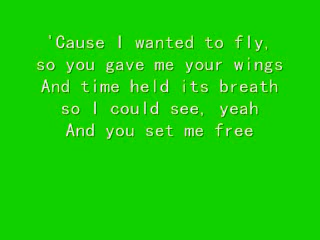 'Cause I wanted to fly,
so you gave me your wings
And time held its breath
so I could see, yeah
And you set me free